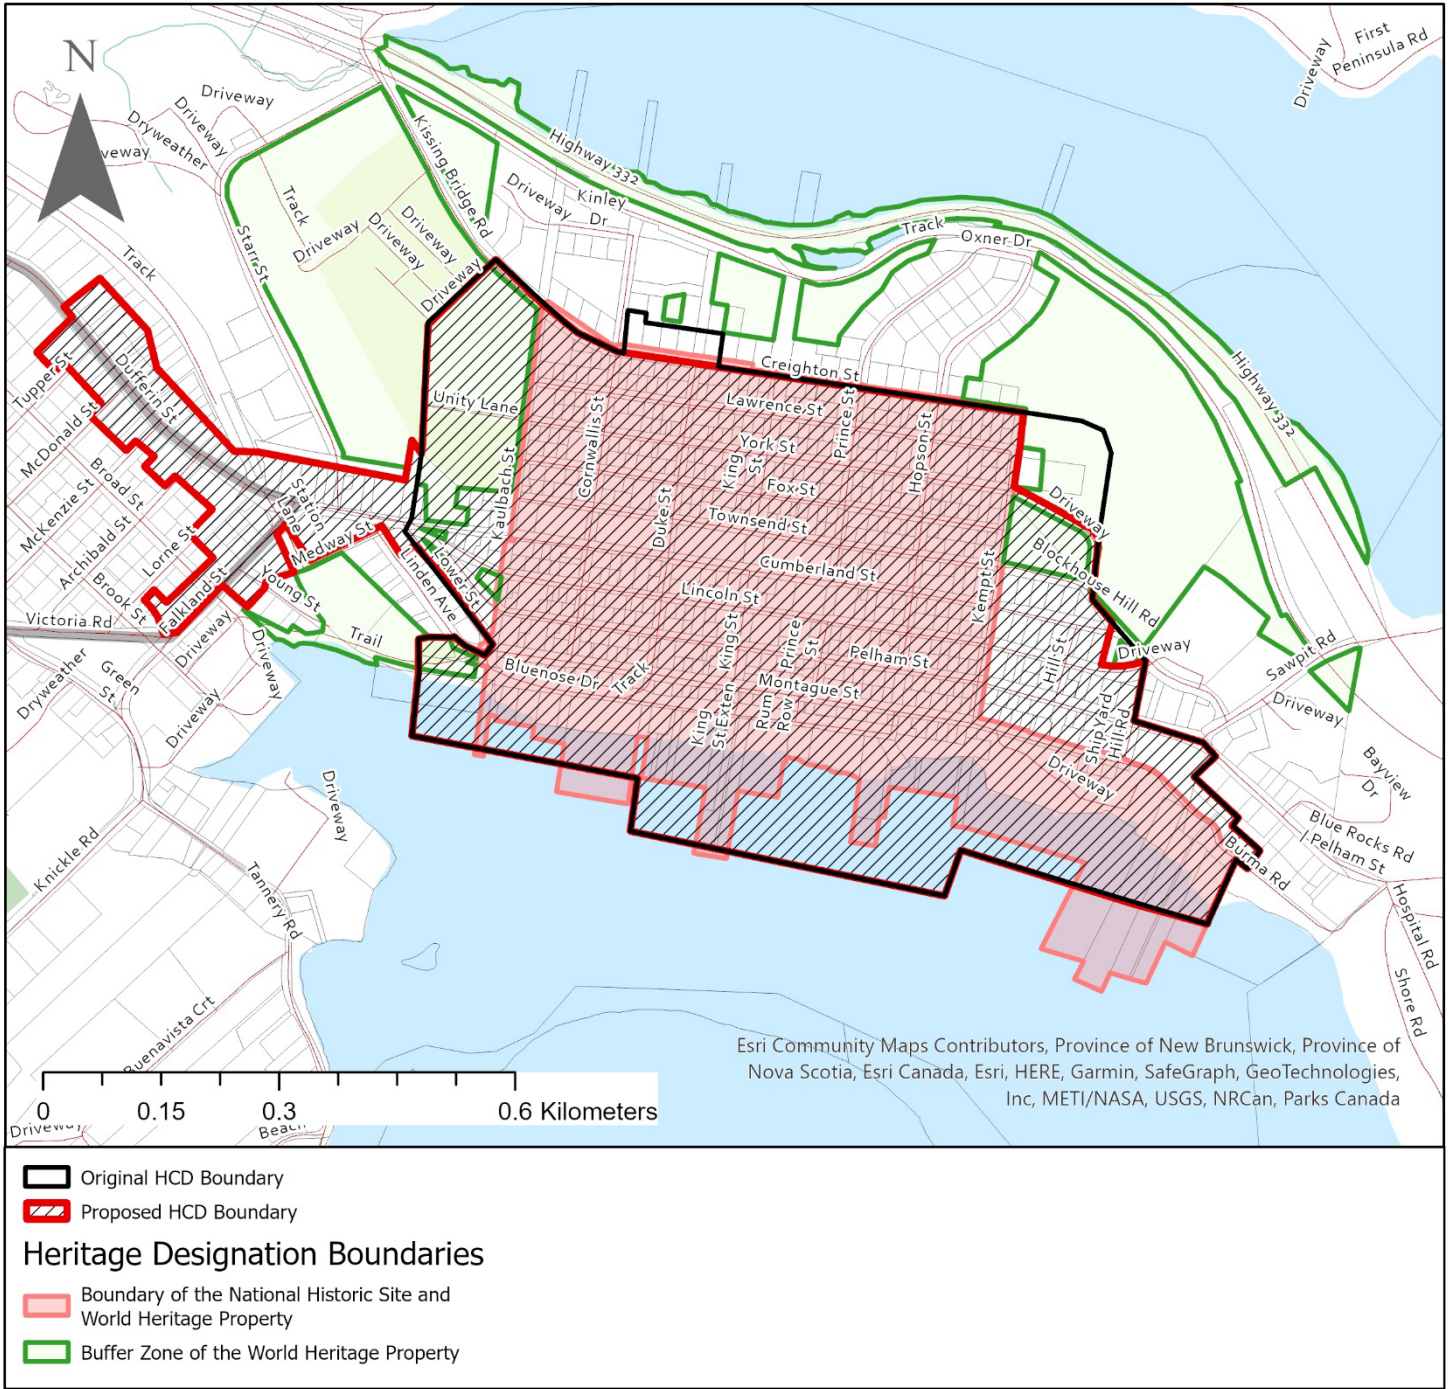 First
Peninsula Rd
Driveway
N
Driveway
Driveway
Dryweather
veway
Kissing Bridge Rd
Highway 332
Driveway
Kinley
Dr
Track
Driveway
Driveway
Driveway
Driveway
Starr St
Track
Track
Oxner Dr
Highway 332
Tupper St
Dufferin St
McDonald St
McKenzie St
Broad St
Archibald St
Lorne St
Brook St
Victoria Rd
Falkland St
Station
Lane
Medway St
Young St
Linden Ave
Lower St
Unity Lane
Kaulbach St
Cornwallis St
Creighton St
Lawrence St
Prince St
York St
King
St
Fox St
Hopson St
Duke St
Townsend St
Cumberland St
Lincoln St
Kempt St
King St
Prince
St
Pelham St
Montague St
Bluenose Dr
Track
King
St Exten
Rum
Row
Driveway
Blockhouse Hill Rd
Driveway
Hill St
Ship Yard
Hill Rd
Driveway
Sawpit Rd
Driveway
Bayview
Dr
Blue Rocks Rd
Pelham St
Burma Rd
Hospital Rd
Shore Rd
Trail
Driveway
Driveway
Dryweather
Green
St
Driveway
Driveway
Knickle Rd
Tannery Rd
Buenavista Crt
Driveway
Beach
Esri Community Maps Contributors, Province of New Brunswick, Province of
Nova Scotia, Esri Canada, Esri, HERE, Garmin, SafeGraph, GeoTechnologies,
Inc, METI/NASA, USGS, NRCan, Parks Canada
0 0.15 0.3 0.6 Kilometers
Original HCD Boundary
Proposed HCD Boundary
Heritage Designation Boundaries
Boundary of the National Historic Site and
World Heritage Property
Buffer Zone of the World Heritage Property